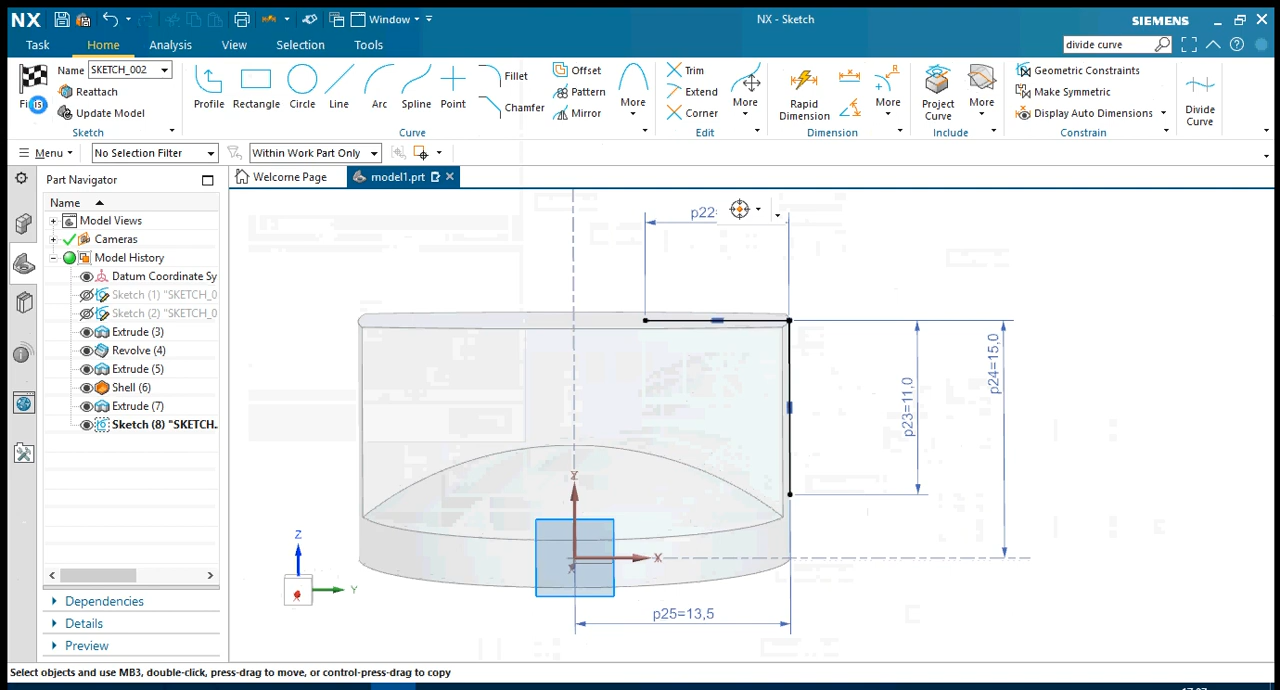 NX
Window
NX - Sketch
SIEMENS
Task
Home
Analysis
View
Selection
Tools
divide curve
Name
SKETCH_002
Reattach
Update Model
Sketch
Profile
Rectangle
Circle
Line
Arc
Spline
Point
Fillet
Chamfer
Offset
Pattern
Mirror
More
Curve
Trim
Extend
Corner
More
Edit
Rapid
Dimension
More
Dimension
Project
Curve
More
Include
Geometric Constraints
Make Symmetric
Display Auto Dimensions
Constrain
Divide
Curve
Menu
No Selection Filter
Within Work Part Only
Part Navigator
Welcome Page
model1.prt
Name
Model Views
Cameras
Model History
Datum Coordinate Sy
Sketch (1) "SKETCH_0
Sketch (2) "SKETCH_0
Extrude (3)
Revolve (4)
Extrude (5)
Shell (6)
Extrude (7)
Sketch (8) "SKETCH.
Dependencies
Details
Preview
p22
p23=11,0
p24=15,0
p25=13,5
Z
X
Z
Y
Select objects and use MB3, double-click, press-drag to move, or control-press-drag to copy